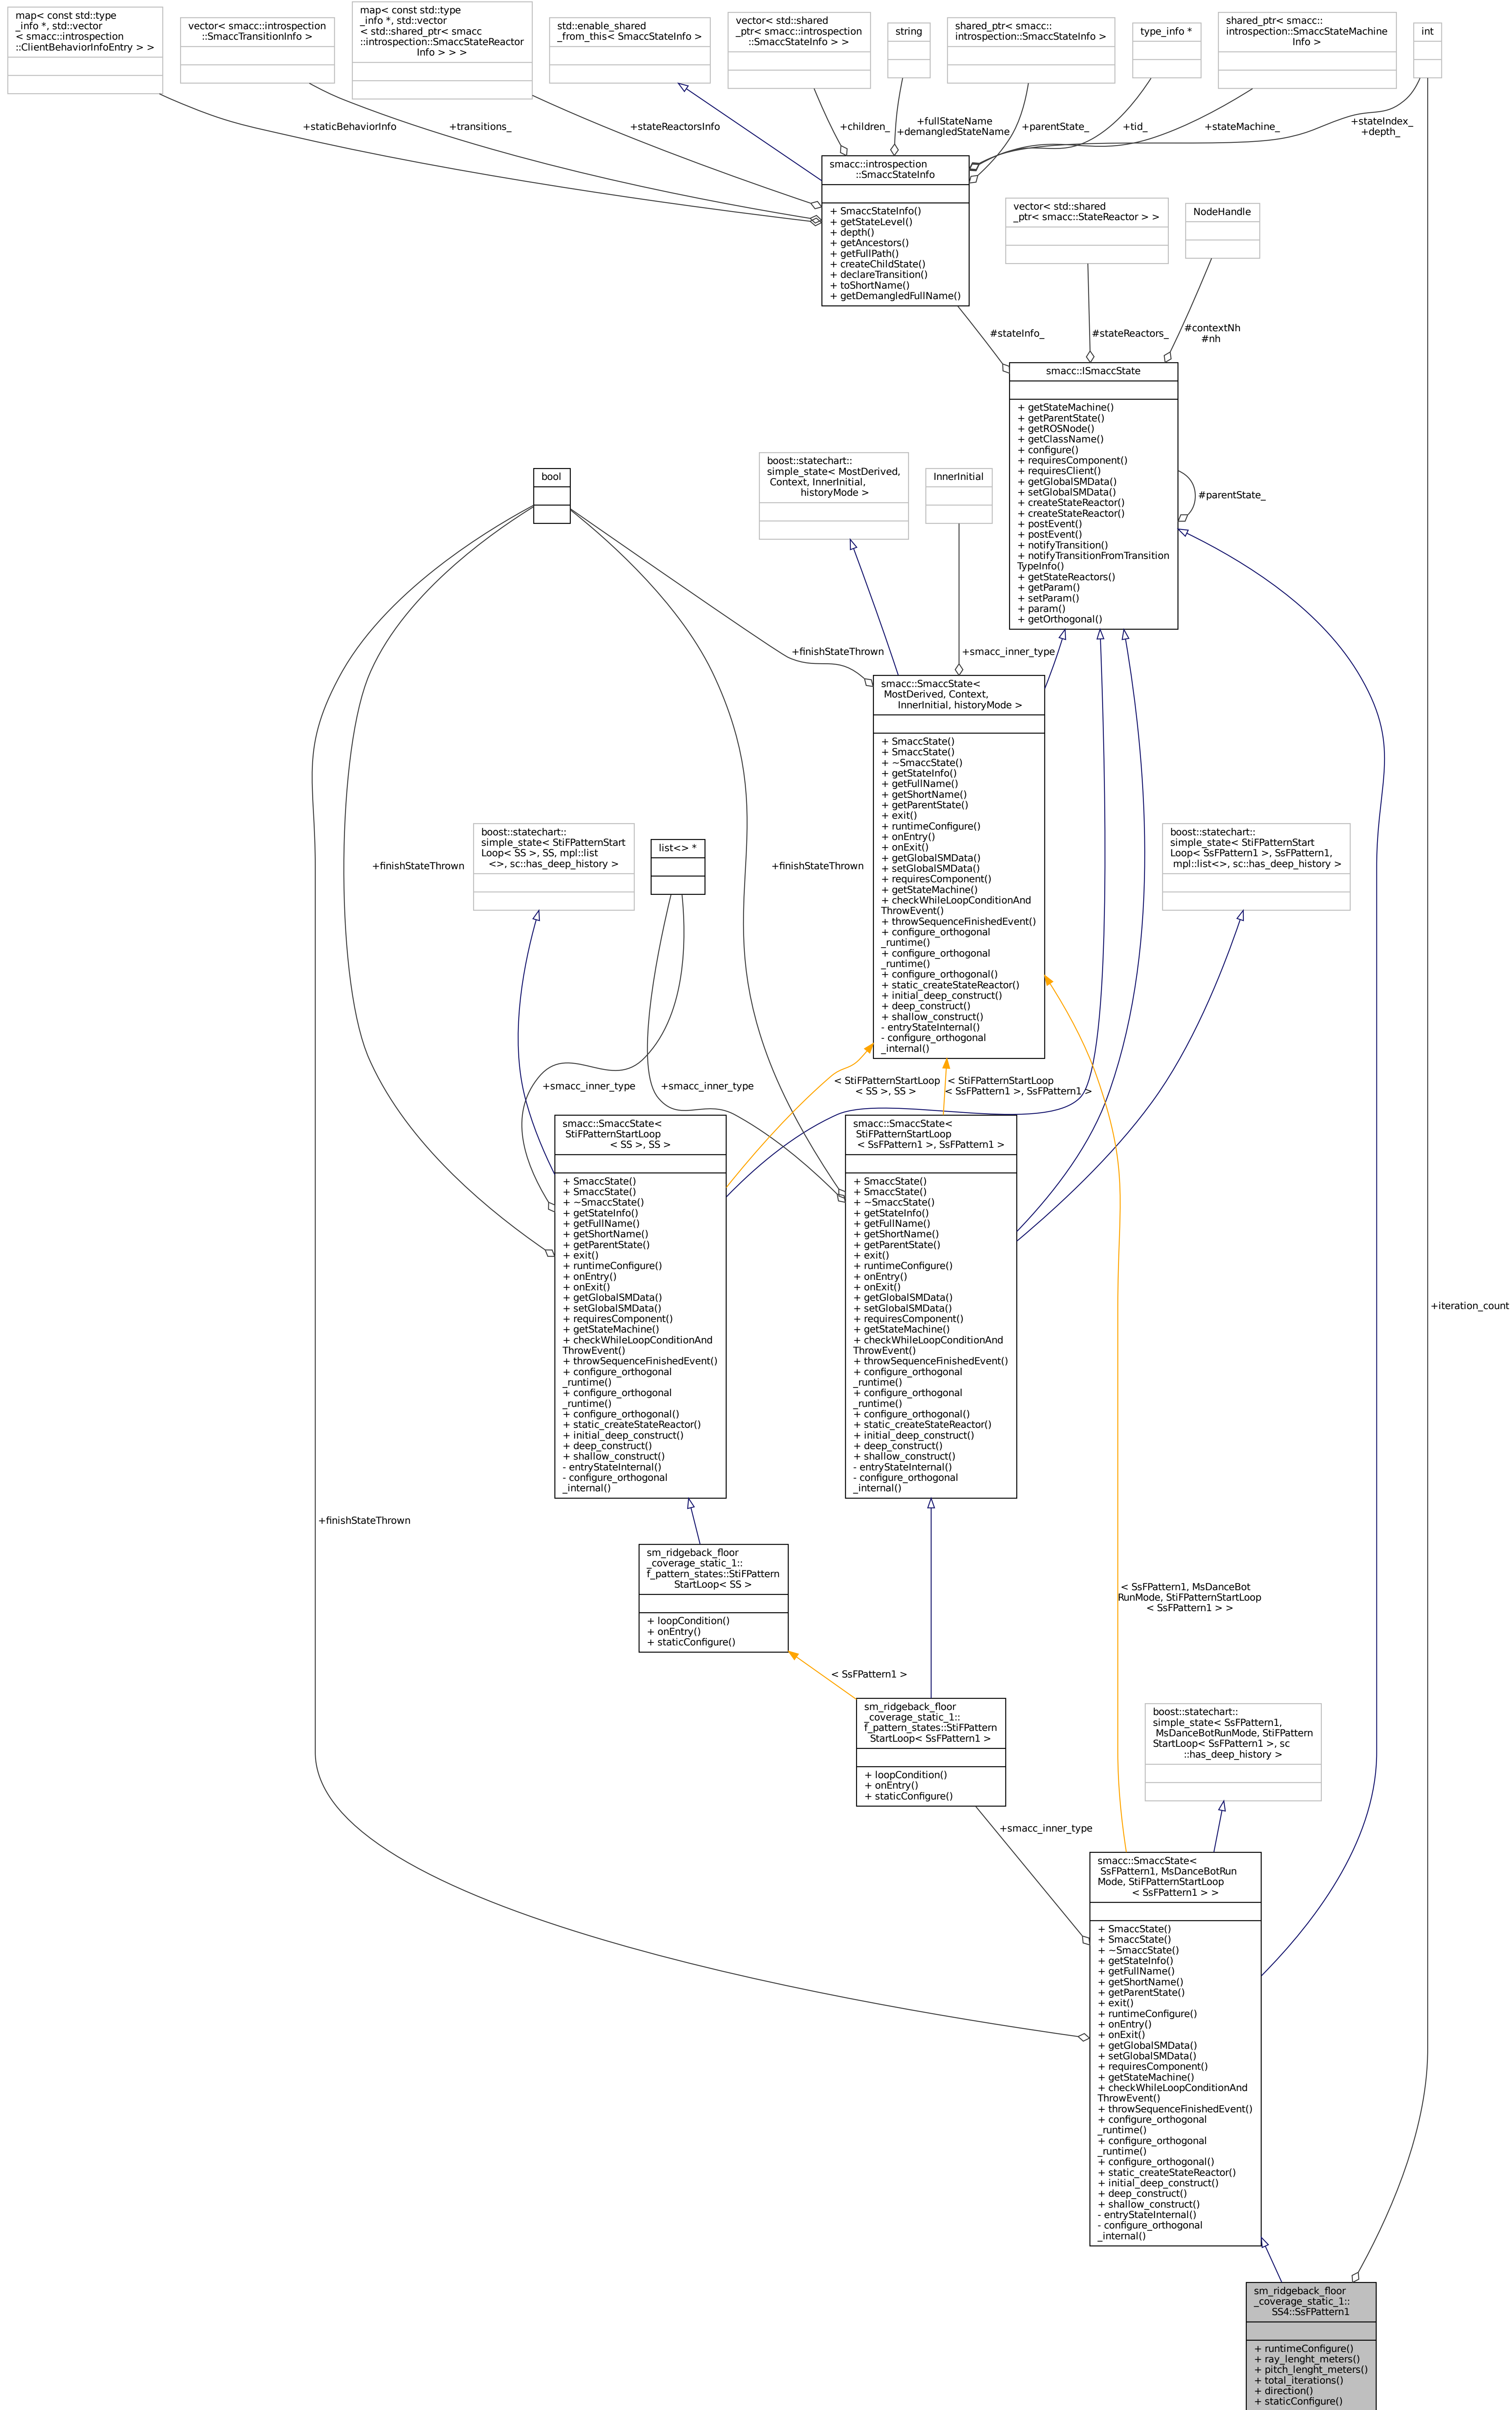 map< const std::type
_info *, std::vector
< smacc::introspection
::ClientBehaviorInfoEntry > >
vector< smacc::introspection
::SmaccTransitionInfo >
map< const std::type
_info *, std::vector
< std::shared_ptr< smacc
::introspection::SmaccStateReactor
Info > > >
std::enable_shared
_from_this< SmaccStateInfo >
vector< std::shared
_ptr< smacc::introspection
::SmaccStateInfo > >
string
shared_ptr< smacc::
introspection::SmaccStateInfo >
type_info *
shared_ptr< smacc::
introspection::SmaccStateMachine
Info >
int
+staticBehaviorInfo
+transitions_
+stateReactorsInfo
+children_
+fullStateName
+demangledStateName
+parentState_
+tid_
+stateMachine_
+stateIndex_
+depth_
smacc::introspection
::SmaccStateInfo
+ SmaccStateInfo()
+ getStateLevel()
+ depth()
+ getAncestors()
+ getFullPath()
+ createChildState()
+ declareTransition()
+ toShortName()
+ getDemangledFullName()
vector< std::shared
_ptr< smacc::StateReactor > >
NodeHandle
#stateInfo_
#stateReactors_
#contextNh
#nh
smacc::ISmaccState
+ getStateMachine()
+ getParentState()
+ getROSNode()
+ getClassName()
+ configure()
+ requiresComponent()
+ requiresClient()
+ getGlobalSMData()
+ setGlobalSMData()
+ createStateReactor()
+ createStateReactor()
+ postEvent()
+ postEvent()
+ notifyTransition()
+ notifyTransitionFromTransition
TypeInfo()
+ getStateReactors()
+ getParam()
+ setParam()
+ param()
+ getOrthogonal()
#parentState_
bool
boost::statechart::
simple_state< MostDerived,
Context, InnerInitial,
historyMode >
InnerInitial
+finishStateThrown
+smacc_inner_type
smacc::SmaccState<
MostDerived, Context,
InnerInitial, historyMode >
+ SmaccState()
+ SmaccState()
+ ~SmaccState()
+ getStateInfo()
+ getFullName()
+ getShortName()
+ getParentState()
+ exit()
+ runtimeConfigure()
+ onEntry()
+ onExit()
+ getGlobalSMData()
+ setGlobalSMData()
+ requiresComponent()
+ getStateMachine()
+ checkWhileLoopConditionAnd
ThrowEvent()
+ throwSequenceFinishedEvent()
+ configure_orthogonal
_runtime()
+ configure_orthogonal
_runtime()
+ configure_orthogonal()
+ static_createStateReactor()
+ initial_deep_construct()
+ deep_construct()
+ shallow_construct()
- entryStateInternal()
- configure_orthogonal
_internal()
boost::statechart::
simple_state< StiFPatternStart
Loop< SS >, SS, mpl::list
<>, sc::has_deep_history >
list<> *
+finishStateThrown
+finishStateThrown
boost::statechart::
simple_state< StiFPatternStart
Loop< SsFPattern1 >, SsFPattern1,
mpl::list<>, sc::has_deep_history >
+smacc_inner_type
+smacc_inner_type
< StiFPatternStartLoop
< SS >, SS >
< StiFPatternStartLoop
< SsFPattern1 >, SsFPattern1 >
smacc::SmaccState<
StiFPatternStartLoop
< SS >, SS >
+ SmaccState()
+ SmaccState()
+ ~SmaccState()
+ getStateInfo()
+ getFullName()
+ getShortName()
+ getParentState()
+ exit()
+ runtimeConfigure()
+ onEntry()
+ onExit()
+ getGlobalSMData()
+ setGlobalSMData()
+ requiresComponent()
+ getStateMachine()
+ checkWhileLoopConditionAnd
ThrowEvent()
+ throwSequenceFinishedEvent()
+ configure_orthogonal
_runtime()
+ configure_orthogonal
_runtime()
+ configure_orthogonal()
+ static_createStateReactor()
+ initial_deep_construct()
+ deep_construct()
+ shallow_construct()
- entryStateInternal()
- configure_orthogonal
_internal()
smacc::SmaccState<
StiFPatternStartLoop
< SsFPattern1 >, SsFPattern1 >
+ SmaccState()
+ SmaccState()
+ ~SmaccState()
+ getStateInfo()
+ getFullName()
+ getShortName()
+ getParentState()
+ exit()
+ runtimeConfigure()
+ onEntry()
+ onExit()
+ getGlobalSMData()
+ setGlobalSMData()
+ requiresComponent()
+ getStateMachine()
+ checkWhileLoopConditionAnd
ThrowEvent()
+ throwSequenceFinishedEvent()
+ configure_orthogonal
_runtime()
+ configure_orthogonal
_runtime()
+ configure_orthogonal()
+ static_createStateReactor()
+ initial_deep_construct()
+ deep_construct()
+ shallow_construct()
- entryStateInternal()
- configure_orthogonal
_internal()
+iteration_count
+finishStateThrown
sm_ridgeback_floor
_coverage_static_1::
f_pattern_states::StiFPattern
StartLoop< SS >
+ loopCondition()
+ onEntry()
+ staticConfigure()
< SsFPattern1, MsDanceBot
RunMode, StiFPatternStartLoop
< SsFPattern1 > >
< SsFPattern1 >
sm_ridgeback_floor
_coverage_static_1::
f_pattern_states::StiFPattern
StartLoop< SsFPattern1 >
+ loopCondition()
+ onEntry()
+ staticConfigure()
boost::statechart::
simple_state< SsFPattern1,
MsDanceBotRunMode, StiFPattern
StartLoop< SsFPattern1 >, sc
::has_deep_history >
+smacc_inner_type
smacc::SmaccState<
SsFPattern1, MsDanceBotRun
Mode, StiFPatternStartLoop
< SsFPattern1 > >
+ SmaccState()
+ SmaccState()
+ ~SmaccState()
+ getStateInfo()
+ getFullName()
+ getShortName()
+ getParentState()
+ exit()
+ runtimeConfigure()
+ onEntry()
+ onExit()
+ getGlobalSMData()
+ setGlobalSMData()
+ requiresComponent()
+ getStateMachine()
+ checkWhileLoopConditionAnd
ThrowEvent()
+ throwSequenceFinishedEvent()
+ configure_orthogonal
_runtime()
+ configure_orthogonal
_runtime()
+ configure_orthogonal()
+ static_createStateReactor()
+ initial_deep_construct()
+ deep_construct()
+ shallow_construct()
- entryStateInternal()
- configure_orthogonal
_internal()
sm_ridgeback_floor
_coverage_static_1::
SS4::SsFPattern1
+ runtimeConfigure()
+ ray_lenght_meters()
+ pitch_lenght_meters()
+ total_iterations()
+ direction()
+ staticConfigure()